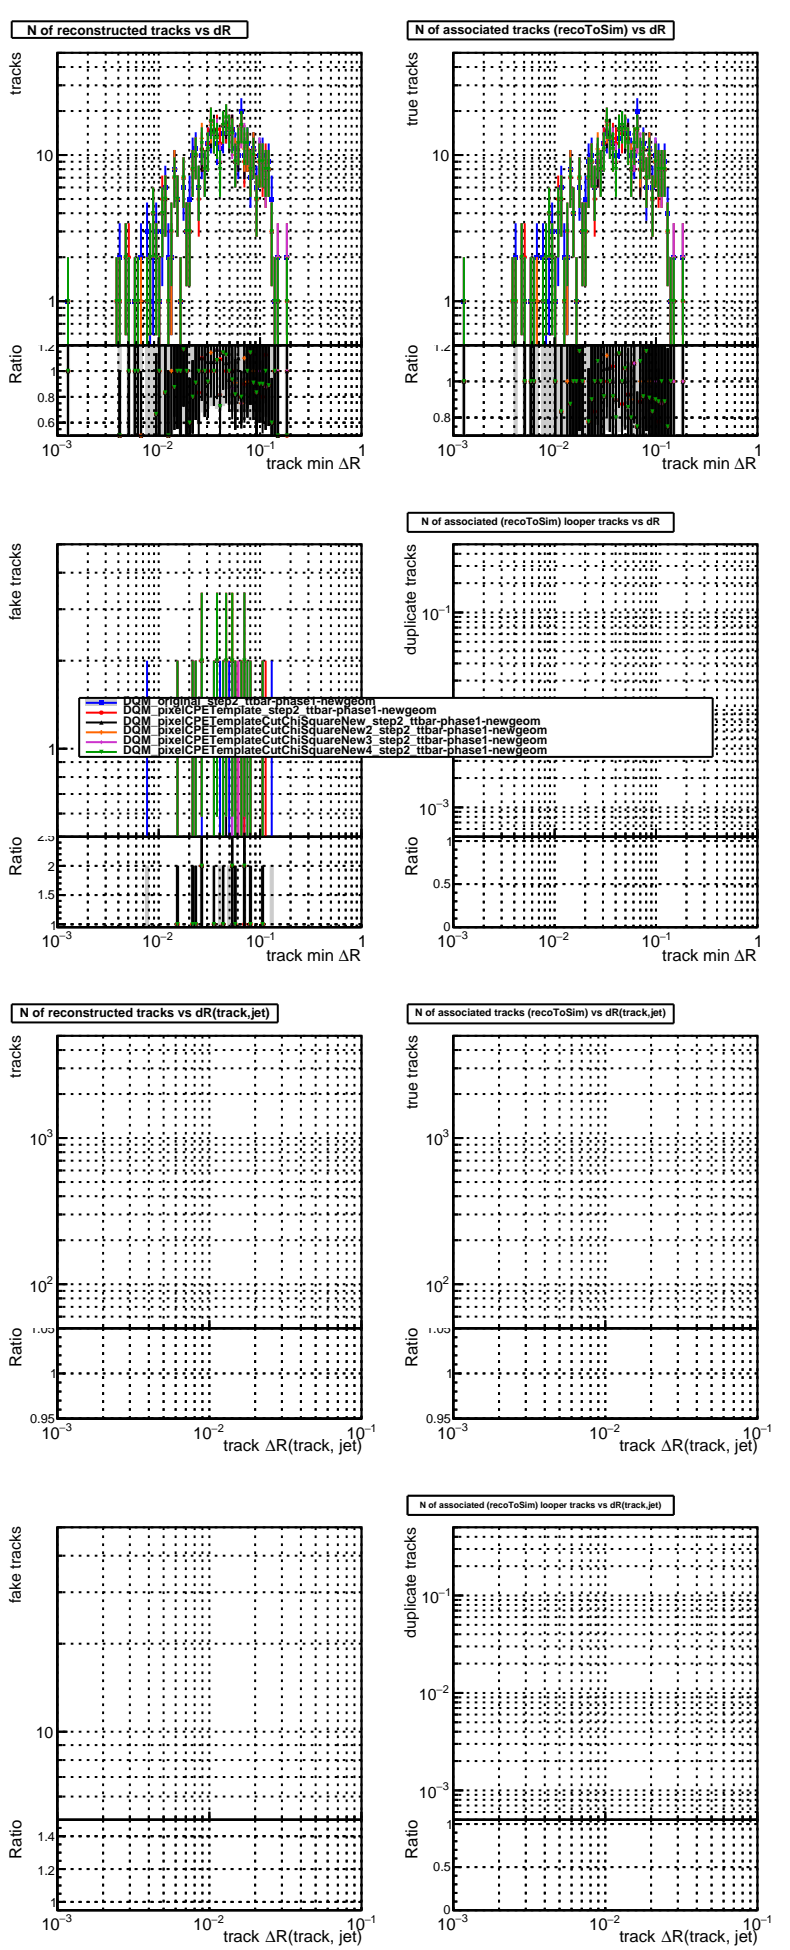 N of reconstructed tracks vs dR
N of associated tracks (recoToSim) vs dR
tracks
10
1
Ratio
1.2
1
0.8
0.6
10−3
10−2
10−1
1
track min ΔR
true tracks
10
1
Ratio
1.2
1
0.8
10−3
10−2
10−1
1
track min ΔR
N of associated (recoToSim) looper tracks vs dR
fake tracks
1
Ratio
2.5
2
1.5
1
10−3
10−2
10−1
1
track min ΔR
duplicate tracks
10−1
10−3
Ratio
1
0.5
0
10−3
10−2
10−1
1
track min ΔR
DQM_original_step2_ttbar-phase1-newgeom
DQM_pixelCPETemplate_step2_ttbar-phase1-newgeom
DQM_pixelCPETemplateCutChiSquareNew_step2_ttbar-phase1-newgeom
DQM_pixelCPETemplateCutChiSquareNew2_step2_ttbar-phase1-newgeom
DQM_pixelCPETemplateCutChiSquareNew3_step2_ttbar-phase1-newgeom
DQM_pixelCPETemplateCutChiSquareNew4_step2_ttbar-phase1-newgeom
N of reconstructed tracks vs dR(track,jet)
N of associated tracks (recoToSim) vs dR(track,jet)
tracks
103
102
Ratio
1.05
1
0.95
10−3
10−2
10−1
track ΔR(track, jet)
true tracks
103
102
Ratio
1.05
1
0.95
10−3
10−2
10−1
track ΔR(track, jet)
N of associated (recoToSim) looper tracks vs dR(track,jet)
fake tracks
10
Ratio
1.4
1.2
1
10−3
10−2
10−1
track ΔR(track, jet)
duplicate tracks
10−1
10−2
10−3
Ratio
1
0.5
0
10−3
10−2
10−1
track ΔR(track, jet)